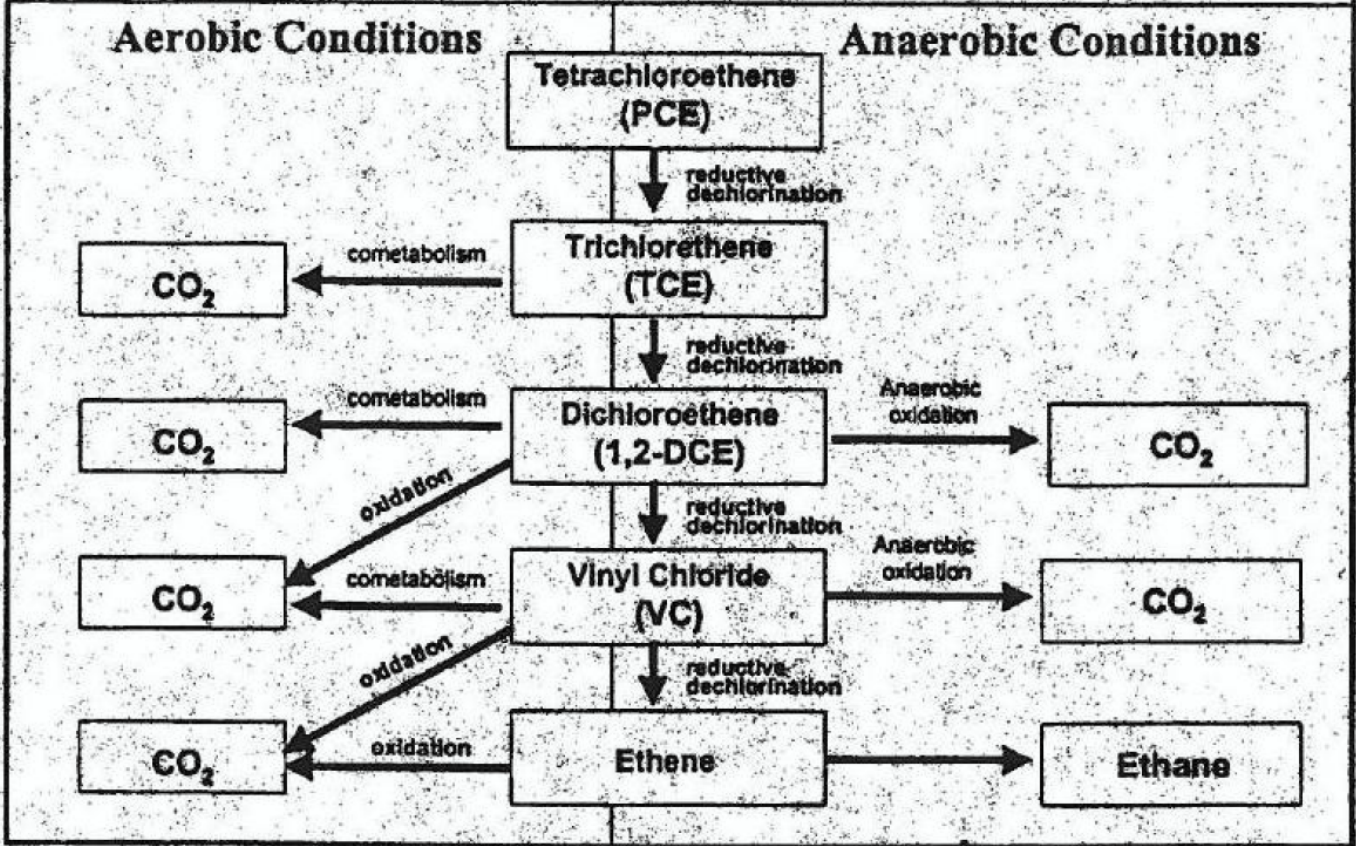 Aerobic Conditions
Anaerobic Conditions
Tetrachloroethene
(PCE)
reductive
dechlorination
Trichlorethene
(TCE)
cometabolism
CO₂
reductive
dechlorination
Dichloroethene
(1,2-DCE)
cometabolism
CO₂
Anaerobic
oxidation
CO₂
oxidation
reductive
dechlorination
Vinyl Chloride
(VC)
cometabolism
CO₂
Anaerobic
oxidation
CO₂
oxidation
reductive
dechlorination
Ethene
oxidation
CO₂
Ethane